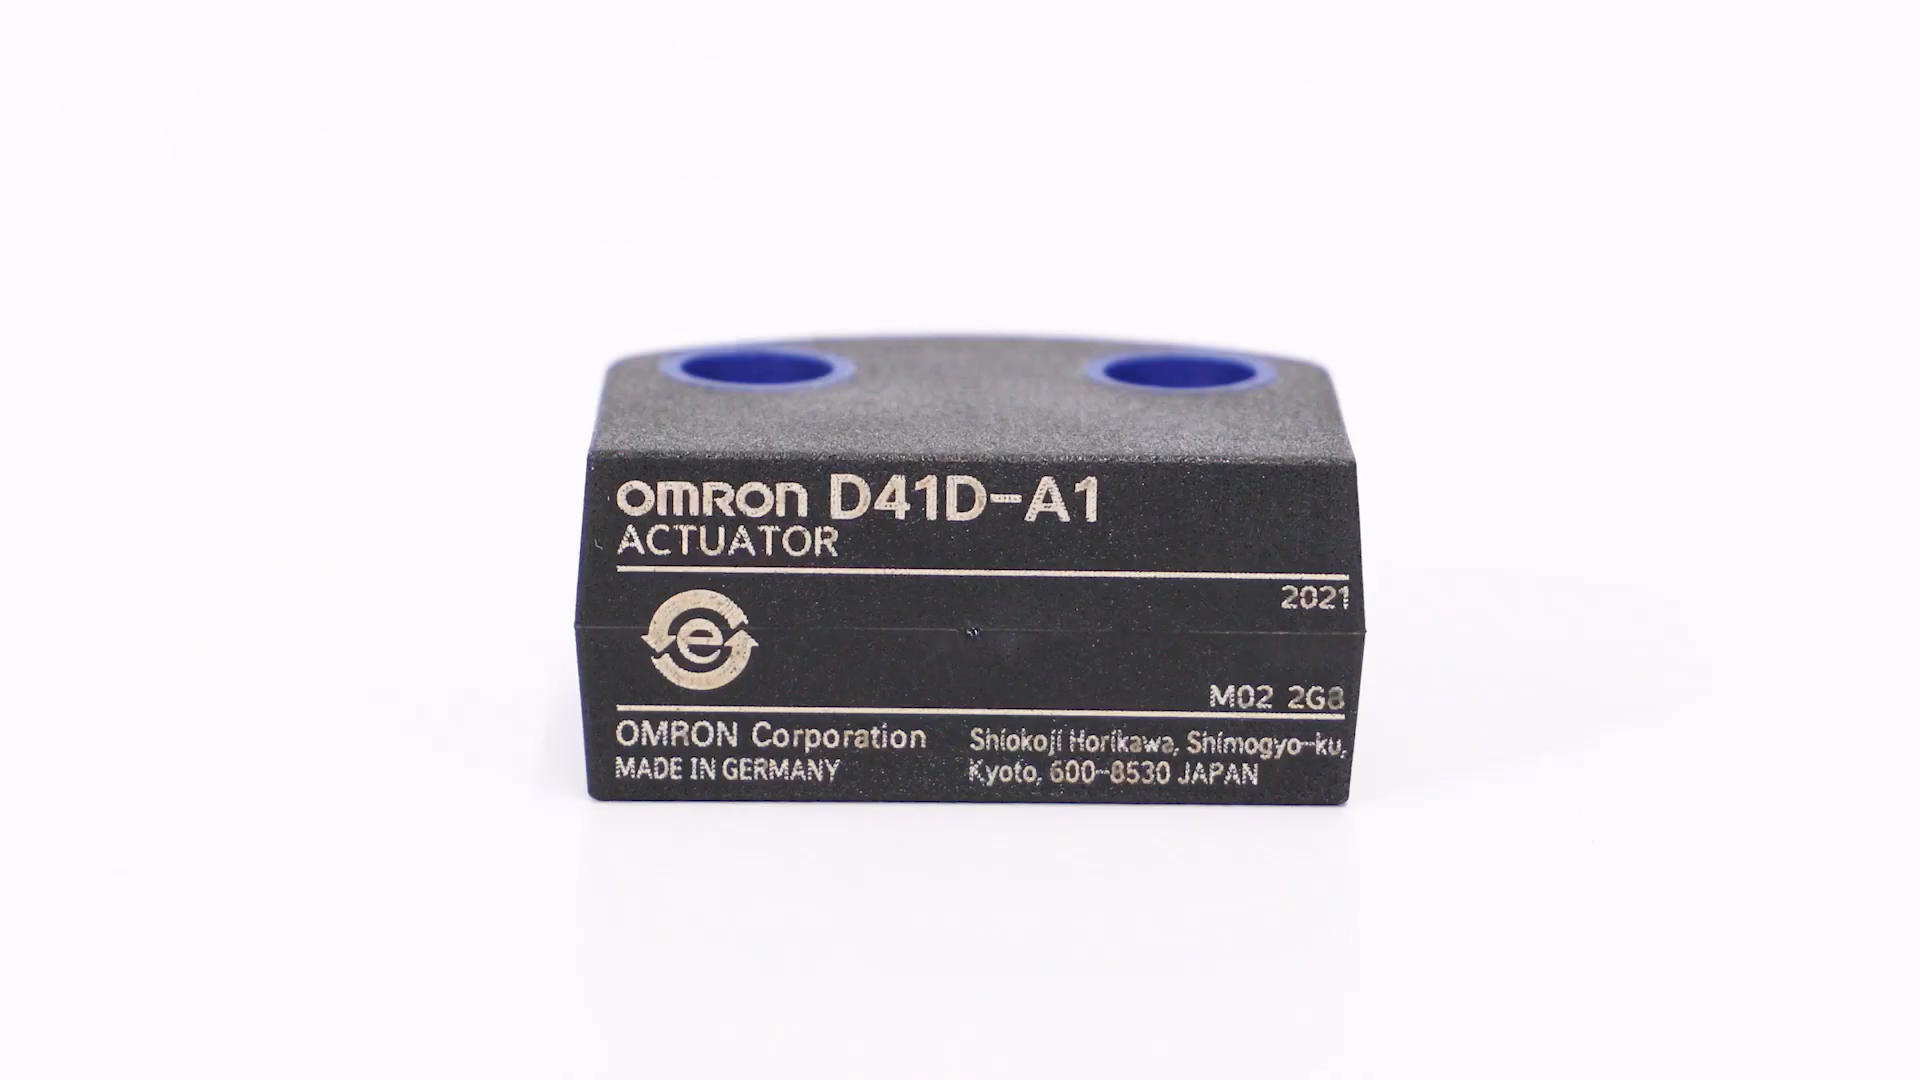 omron D41D-A1
ACTUATOR
2021
e
M02 2G8
OMRON Corporation
MADE IN GERMANY
Shiokoji Horikawa, Shimogyo-ku,
Kyoto, 600-8530 JAPAN